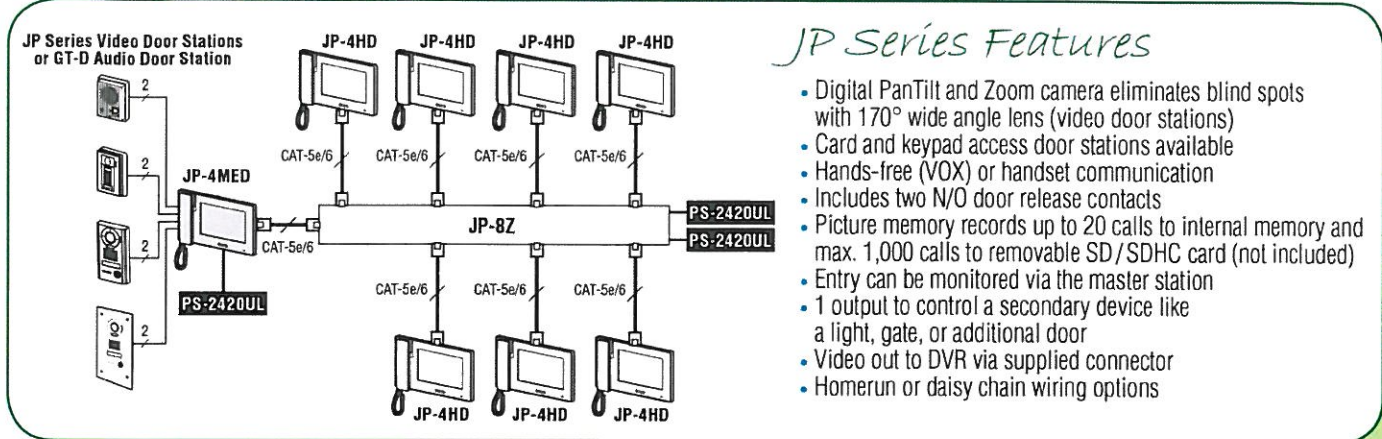 JP Series Video Door Stations
or GT-D Audio Door Station
2
2
2
2
JP-4MED
PS-2420UL
CAT-5e/6
JP-4HD
JP-4HD
JP-4HD
JP-4HD
CAT-5e/6
CAT-5e/6
CAT-5e/6
CAT-5e/6
JP-8Z
PS-2420UL
PS-2420UL
CAT-5e/6
CAT-5e/6
CAT-5e/6
JP-4HD
JP-4HD
JP-4HD
JP Series Features
• Digital PanTilt and Zoom camera eliminates blind spots
with 170° wide angle lens (video door stations)
• Card and keypad access door stations available
• Hands-free (VOX) or handset communication
• Includes two N/O door release contacts
• Picture memory records up to 20 calls to internal memory and
max. 1,000 calls to removable SD/SDHC card (not included)
• Entry can be monitored via the master station
• 1 output to control a secondary device like
a light, gate, or additional door
• Video out to DVR via supplied connector
• Homerun or daisy chain wiring options